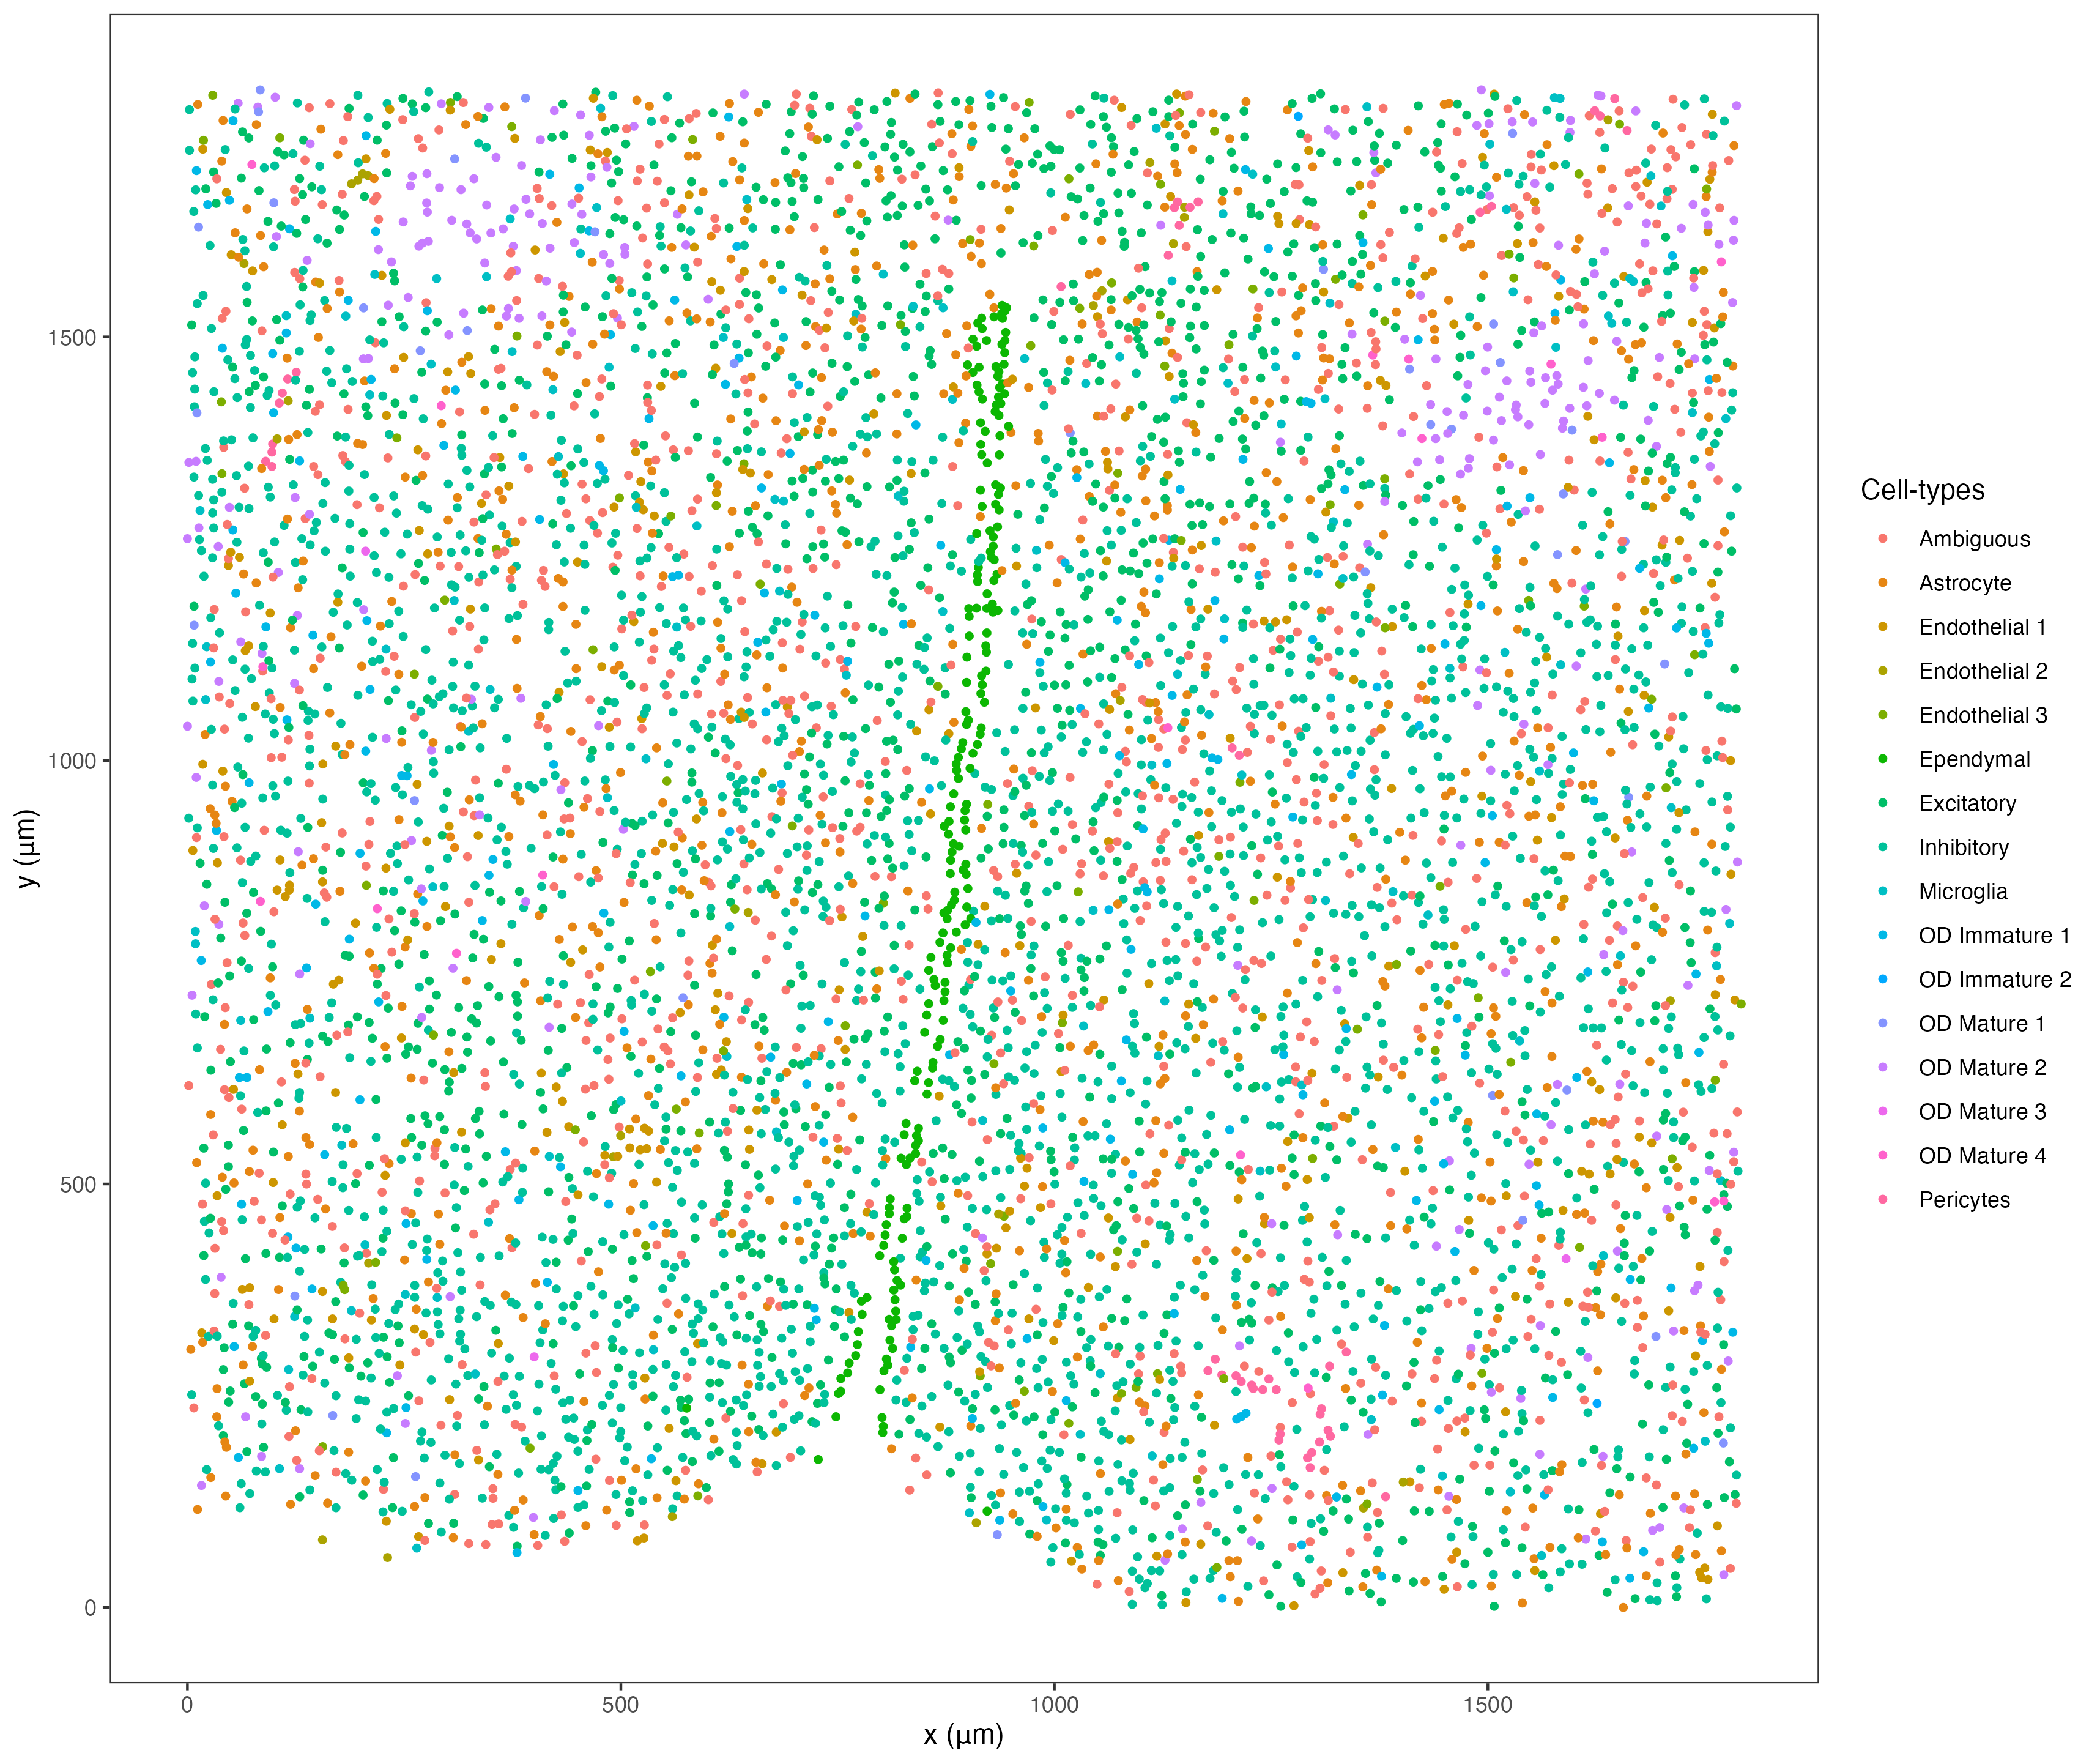 1500
1000
500
0
y (μm)
0
500
1000
1500
x (μm)
Cell-types
Ambiguous
Astrocyte
Endothelial 1
Endothelial 2
Endothelial 3
Ependymal
Excitatory
Inhibitory
Microglia
OD Immature 1
OD Immature 2
OD Mature 1
OD Mature 2
OD Mature 3
OD Mature 4
Pericytes